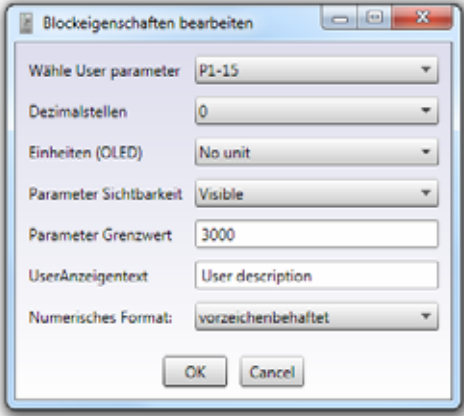 Blockeigenschaften bearbeiten
Wähle User parameter P1-15
Dezimalstellen 0
Einheiten (OLED) No unit
Parameter Sichtbarkeit Visible
Parameter Grenzwert 3000
UserAnzeigentext User description
Numerisches Format: vorzeichenbehaftet
OK Cancel